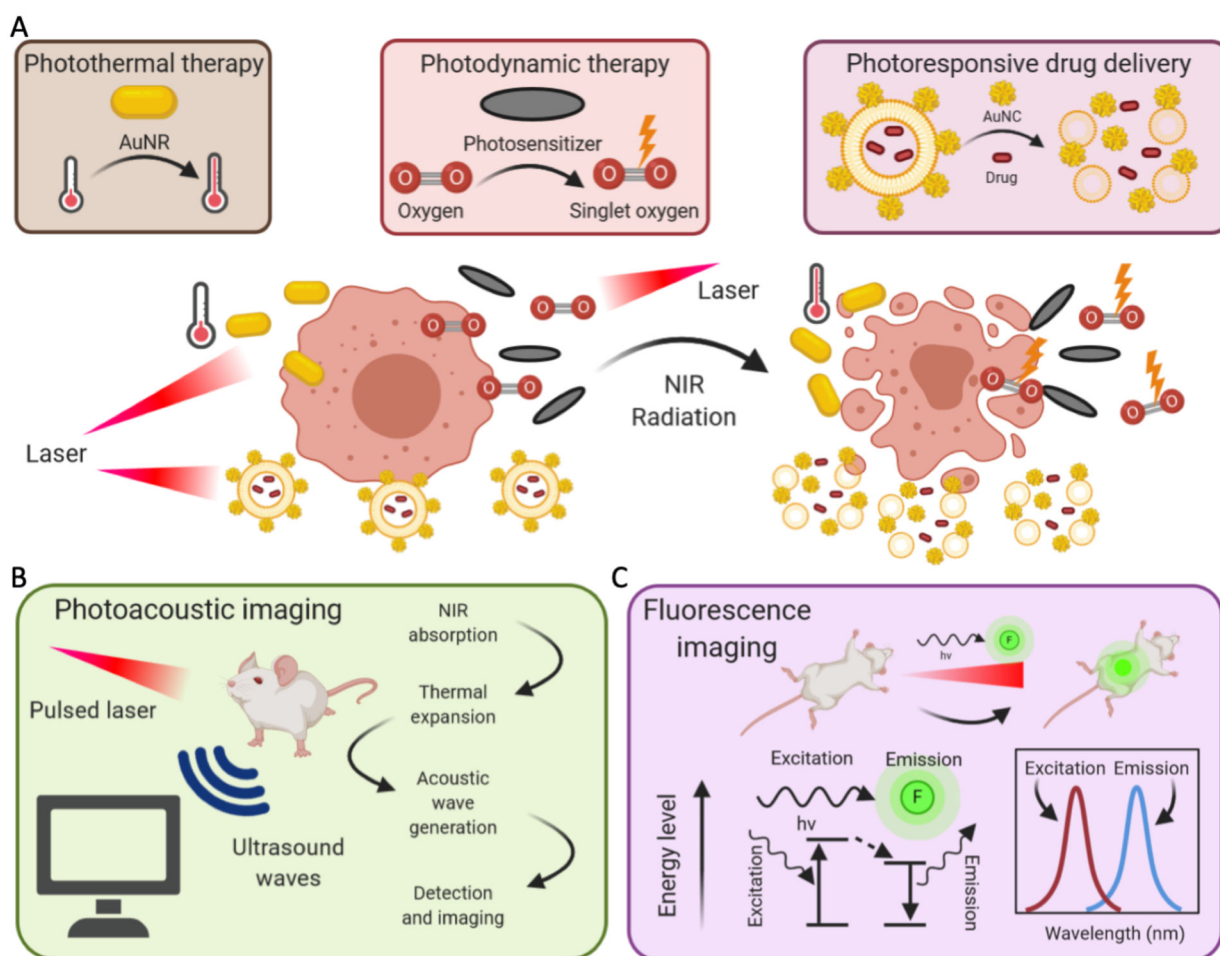 A
Photothermal therapy
AuNR
Photodynamic therapy
Photosensitizer
O O
O O
Oxygen
Singlet oxygen
Photoresponsive drug delivery
AuNC
Drug
O O
O O
O O
Laser
Laser
NIR
Radiation
O O
O O
O O
B
Photoacoustic imaging
Pulsed laser
Ultrasound
waves
NIR
absorption
Thermal
expansion
Acoustic
wave
generation
Detection
and imaging
C
Fluorescence
imaging
hv
F
Energy level
Excitation
Emission
F
hv
Excitation
Emission
Excitation
Emission
Wavelength (nm)